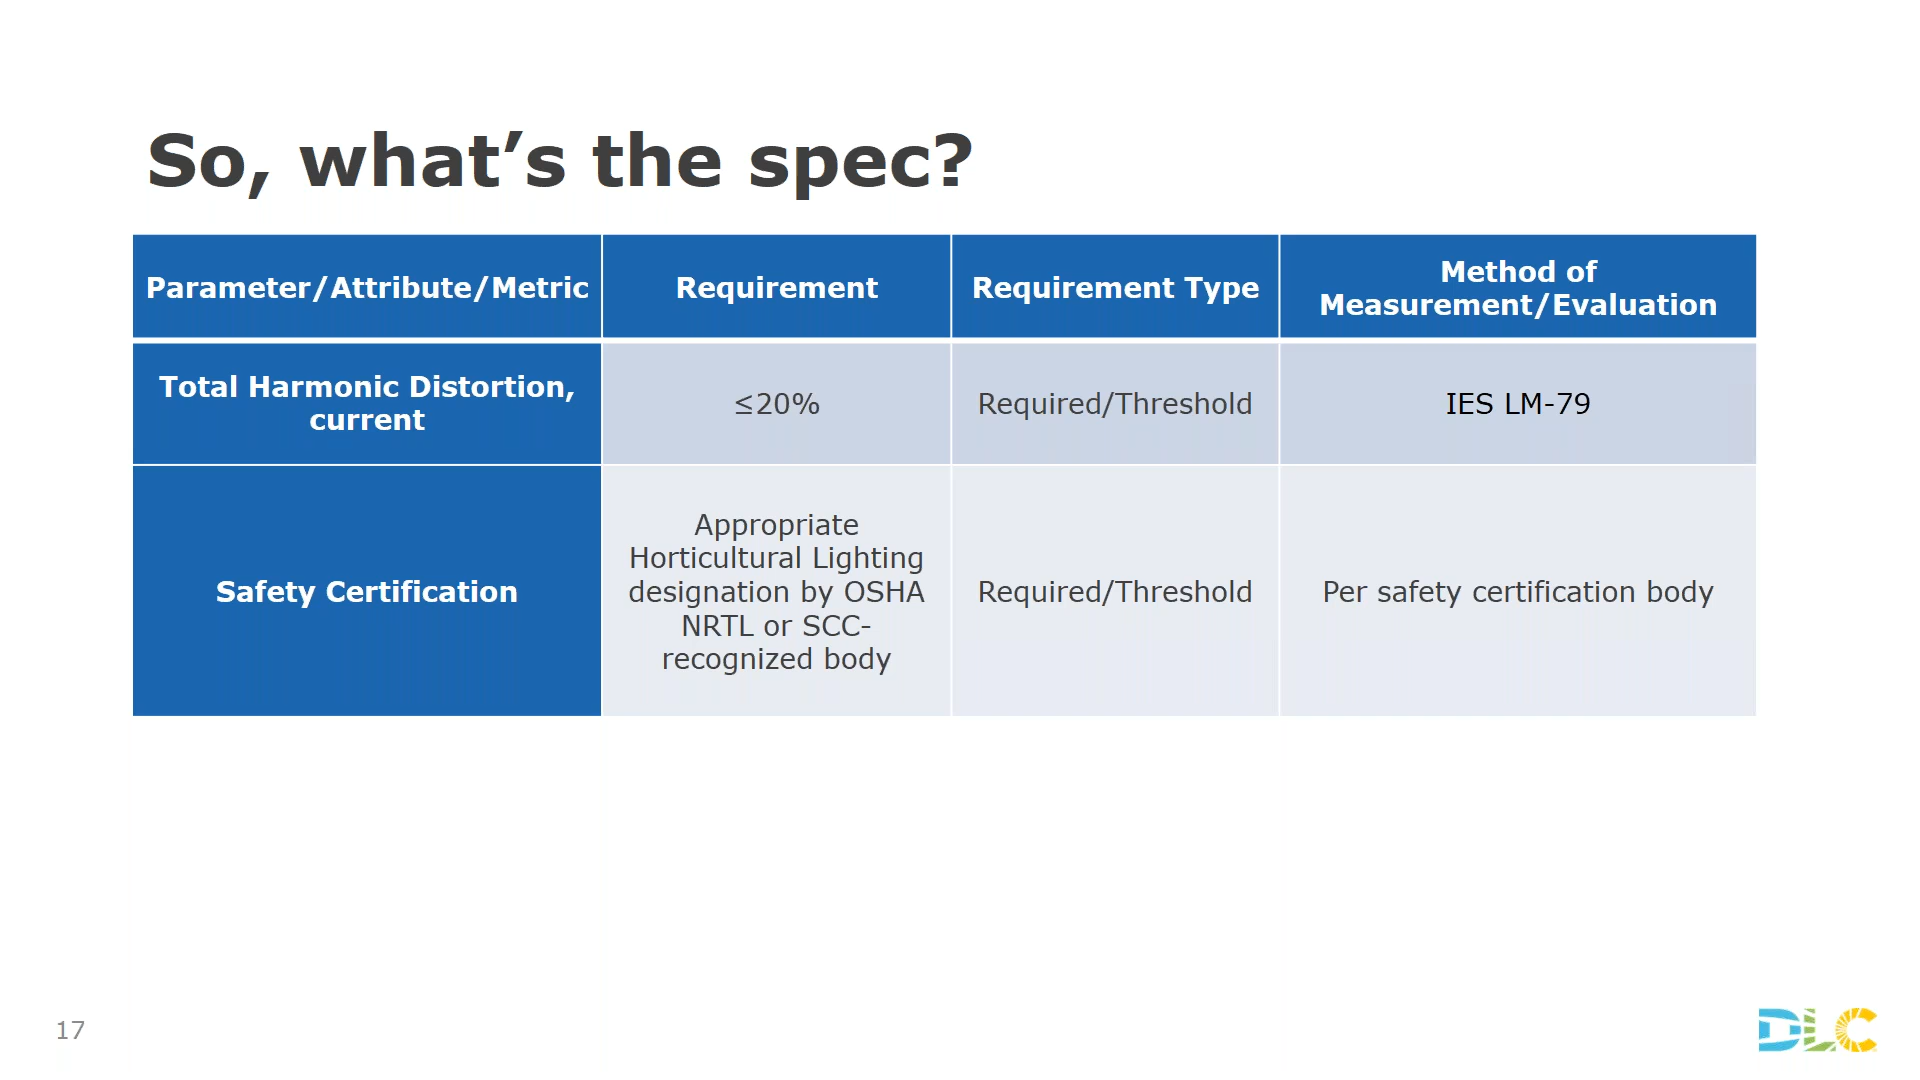 So, what’s the spec?
Parameter/Attribute/Metric
Requirement
Requirement Type
Method of
Measurement/Evaluation
Total Harmonic Distortion,
current
≤20%
Required/Threshold
IES LM-79
Safety Certification
Appropriate
Horticultural Lighting
designation by OSHA
NRTL or SCC-
recognized body
Required/Threshold
Per safety certification body
17
DLC